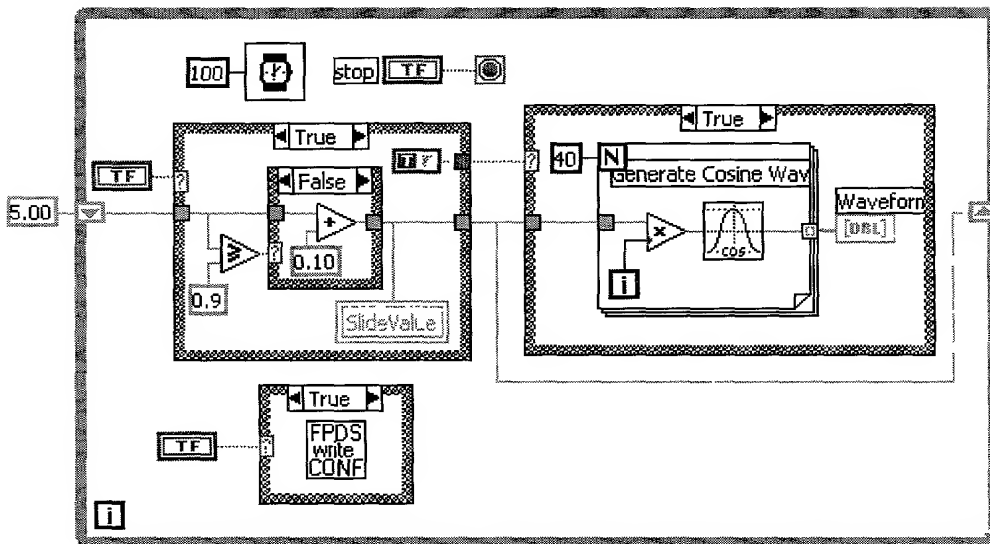 100
stop TF
True
True
TF
TF
False
40 N
Generate Cosine Wav
Waveform
[DBL]
5.00
+
x
COS
0.10
i
0.9
SlideValue
True
FPDS
write
CONF
TF
i